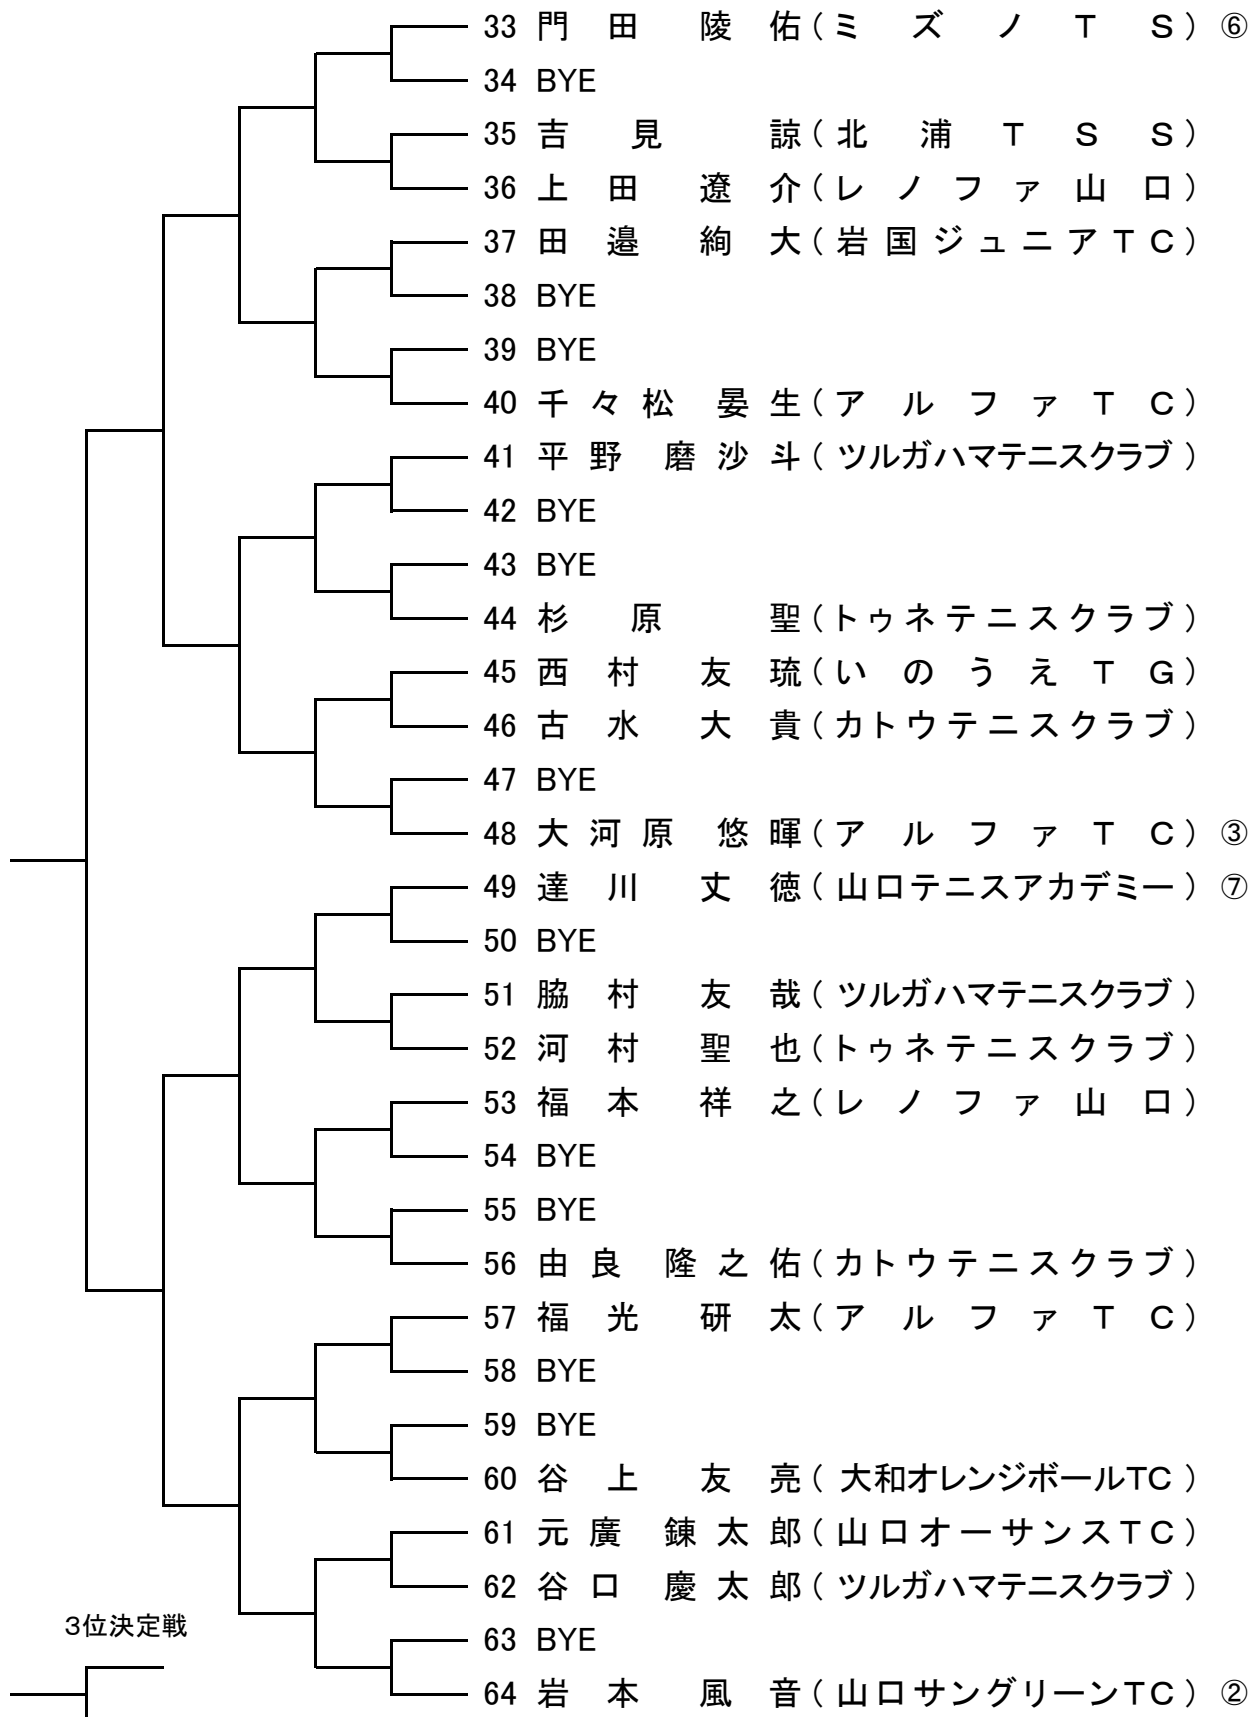 33 門田 陵佑(ミズノTS) ⑥
34 BYE
35 吉見 諒(北浦TSS)
36 上田 遼介(レノファ山口)
37 田邉 絢大(岩国ジュニアTC)
38 BYE
39 BYE
40 千々松 晏生(アルファTC)
41 平野 磨沙斗(ツルガハマテニスクラブ)
42 BYE
43 BYE
44 杉原 聖(トゥネテニスクラブ)
45 西村 友琉(いのうえTG)
46 古水 大貴(カトウテニスクラブ)
47 BYE
48 大河原 悠暉(アルファTC) ③
49 達川 丈徳(山口テニスアカデミー) ⑦
50 BYE
51 脇村 友哉(ツルガハマテニスクラブ)
52 河村 聖也(トゥネテニスクラブ)
53 福本 祥之(レノファ山口)
54 BYE
55 BYE
56 由良 隆之佑(カトウテニスクラブ)
57 福光 研太(アルファTC)
58 BYE
59 BYE
60 谷上 友亮(大和オレンジボールTC)
61 元廣 錬太郎(山口オーサンスTC)
62 谷口 慶太郎(ツルガハマテニスクラブ)
3位決定戦
63 BYE
64 岩本 風音(山口サングリーンTC) ②